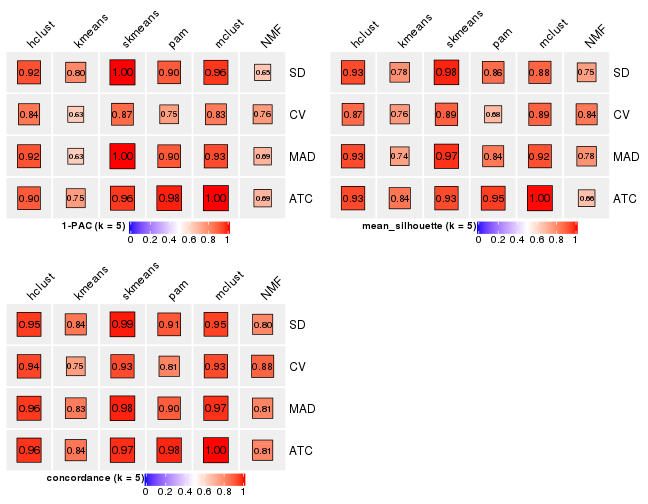 hclust kmeans skmeans pam mclust NMF
0.92 0.80 1.00 0.90 0.96 0.65 SD
0.84 0.63 0.87 0.75 0.83 0.76 CV
0.92 0.63 1.00 0.90 0.93 0.69 MAD
0.90 0.75 0.96 0.98 1.00 0.69 ATC
1-PAC (k = 5)
0 0.2 0.4 0.6 0.8 1
hclust kmeans skmeans pam mclust NMF
0.93 0.78 0.98 0.86 0.88 0.75 SD
0.87 0.76 0.89 0.68 0.89 0.84 CV
0.93 0.74 0.97 0.84 0.92 0.78 MAD
0.93 0.84 0.93 0.95 1.00 0.66 ATC
mean_silhouette (k = 5)
0 0.2 0.4 0.6 0.8 1
hclust kmeans skmeans pam mclust NMF
0.95 0.84 0.99 0.91 0.95 0.80 SD
0.94 0.75 0.93 0.81 0.93 0.88 CV
0.96 0.83 0.98 0.90 0.97 0.81 MAD
0.96 0.84 0.97 0.98 1.00 0.81 ATC
concordance (k = 5)
0 0.2 0.4 0.6 0.8 1